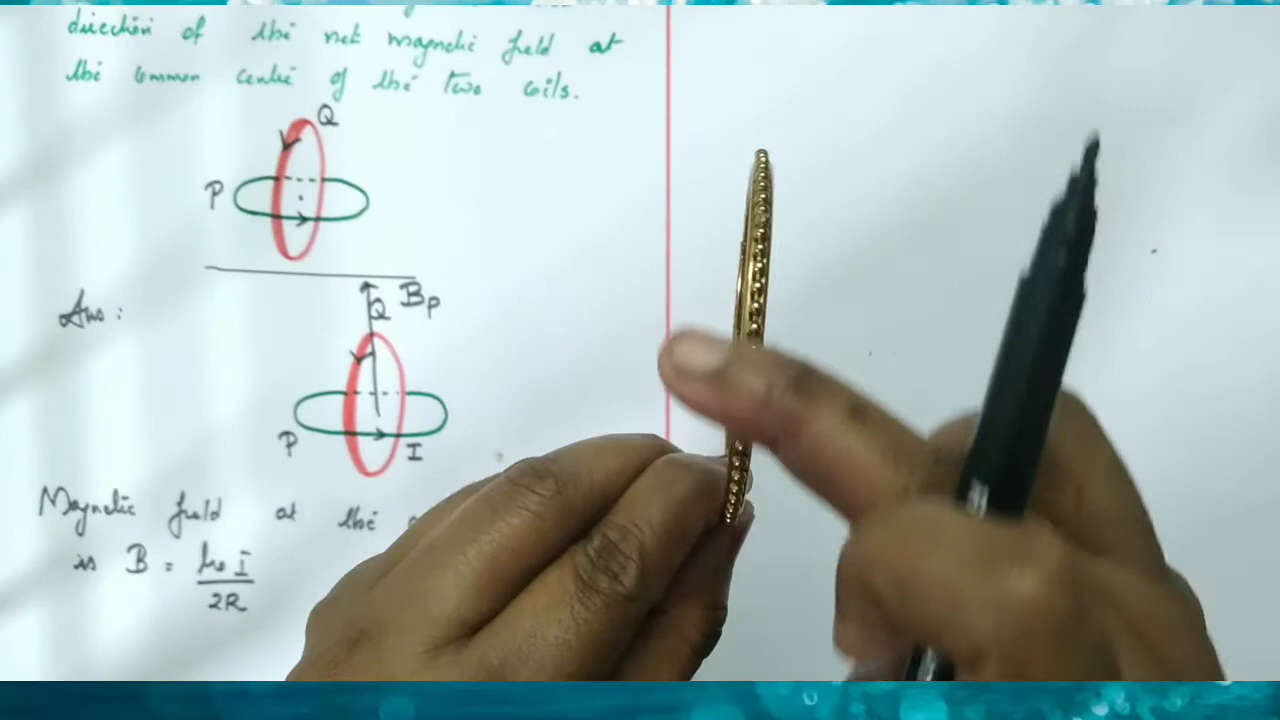 direction of the net magnetic field at
the common centre of the two coils.
Q
P
Ans:
Q Bp
P I
Magnetic field at the
is B = μ₀ I
2R